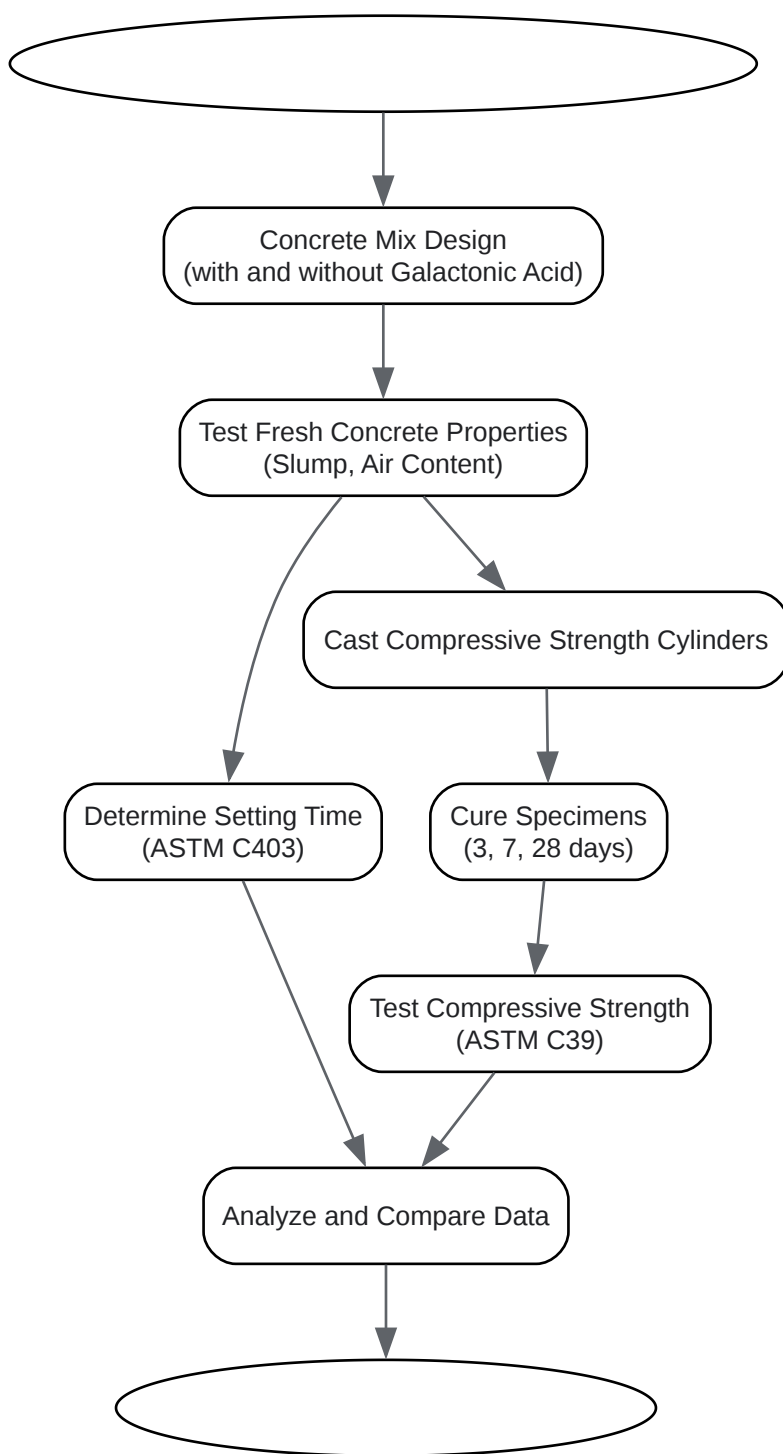 Concrete Mix Design
(with and without Galactonic Acid)
Test Fresh Concrete Properties
(Slump, Air Content)
Cast Compressive Strength Cylinders
Determine Setting Time
(ASTM C403)
Cure Specimens
(3, 7, 28 days)
Test Compressive Strength
(ASTM C39)
Analyze and Compare Data